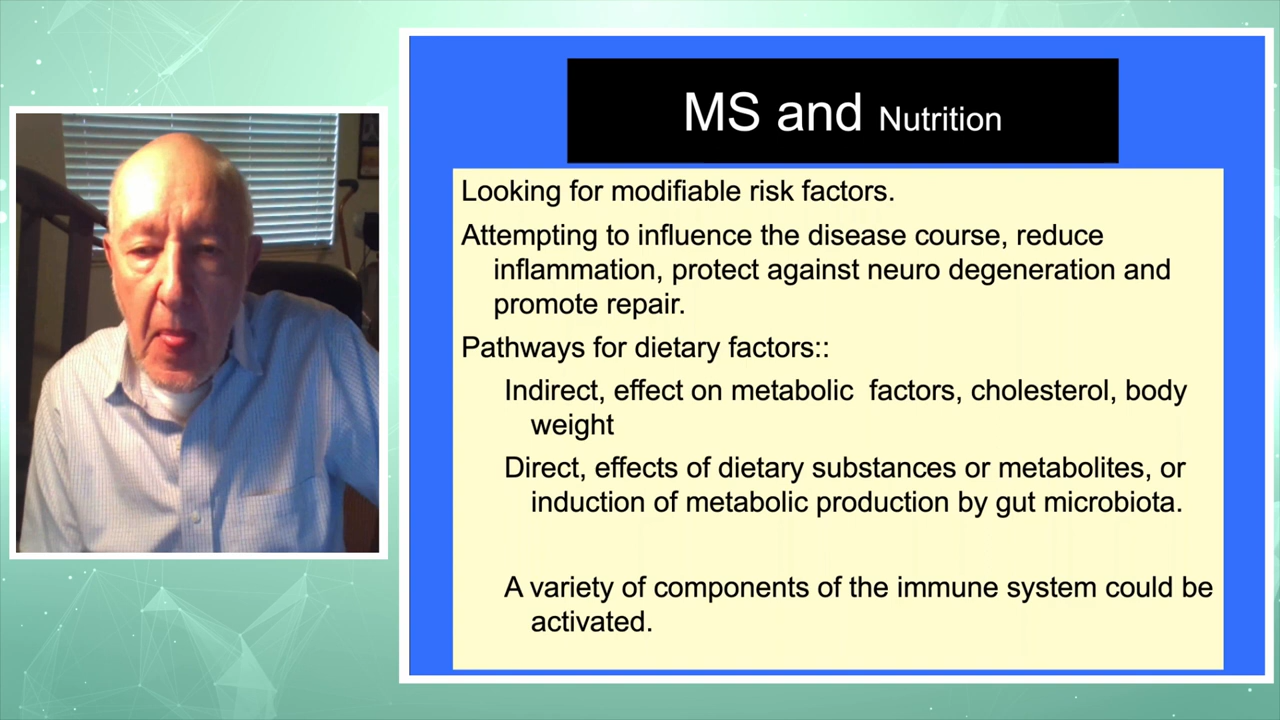 MS and Nutrition
Looking for modifiable risk factors.
Attempting to influence the disease course, reduce
inflammation, protect against neuro degeneration and
promote repair.
Pathways for dietary factors::
Indirect, effect on metabolic  factors, cholesterol, body
weight
Direct, effects of dietary substances or metabolites, or
induction of metabolic production by gut microbiota.
A variety of components of the immune system could be
activated.